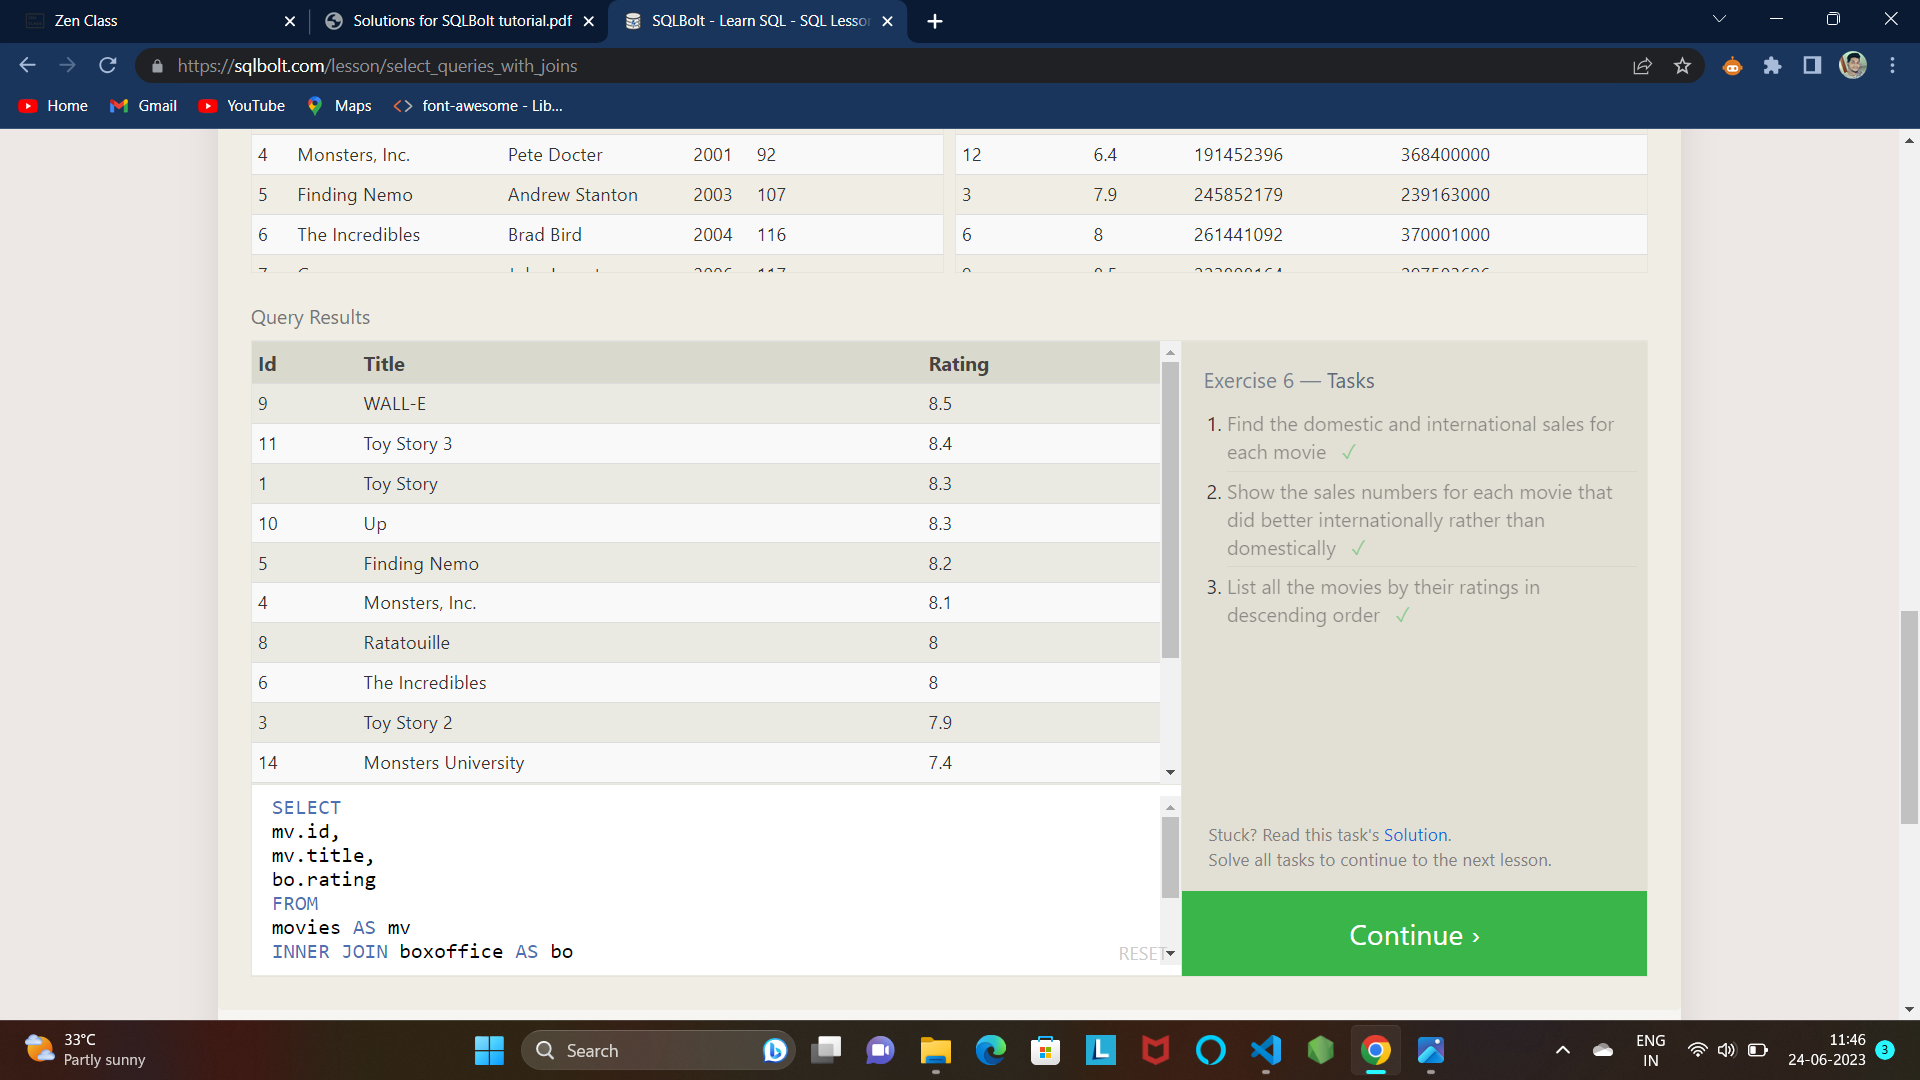 Zen Class
Solutions for SQLBolt tutorial.pdf
SQLBolt - Learn SQL - SQL Lesson
https://sqlbolt.com/lesson/select_queries_with_joins
Home Gmail YouTube Maps font-awesome - Lib...
4 Monsters, Inc. Pete Docter 2001 92
5 Finding Nemo Andrew Stanton 2003 107
6 The Incredibles Brad Bird 2004 116
12 6.4 191452396 368400000
3 7.9 245852179 239163000
6 8 261441092 370001000
Query Results
Id Title Rating
9 WALL-E 8.5
11 Toy Story 3 8.4
1 Toy Story 8.3
10 Up 8.3
5 Finding Nemo 8.2
4 Monsters, Inc. 8.1
8 Ratatouille 8
6 The Incredibles 8
3 Toy Story 2 7.9
14 Monsters University 7.4
SELECT
mv.id,
mv.title,
bo.rating
FROM
movies AS mv
INNER JOIN boxoffice AS bo
RESET
Exercise 6 — Tasks
1. Find the domestic and international sales for
each movie ✓
2. Show the sales numbers for each movie that
did better internationally rather than
domestically ✓
3. List all the movies by their ratings in
descending order ✓
Stuck? Read this task's Solution.
Solve all tasks to continue to the next lesson.
Continue ›
33°C
Partly sunny
Search
ENG
IN
11:46
24-06-2023
3